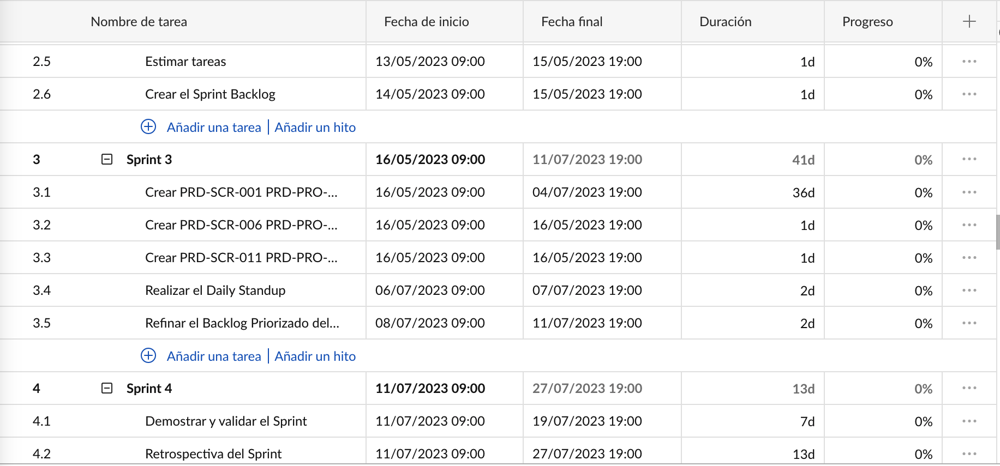 Nombre de tarea Fecha de inicio Fecha final Duración Progreso
2.5 Estimar tareas 13/05/2023 09:00 15/05/2023 19:00 1d 0%
2.6 Crear el Sprint Backlog 14/05/2023 09:00 15/05/2023 19:00 1d 0%
Añadir una tarea | Añadir un hito
3 Sprint 3 16/05/2023 09:00 11/07/2023 19:00 41d 0%
3.1 Crear PRD-SCR-001 PRD-PRO-... 16/05/2023 09:00 04/07/2023 19:00 36d 0%
3.2 Crear PRD-SCR-006 PRD-PRO-... 16/05/2023 09:00 16/05/2023 19:00 1d 0%
3.3 Crear PRD-SCR-011 PRD-PRO-... 16/05/2023 09:00 16/05/2023 19:00 1d 0%
3.4 Realizar el Daily Standup 06/07/2023 09:00 07/07/2023 19:00 2d 0%
3.5 Refinar el Backlog Priorizado del... 08/07/2023 09:00 11/07/2023 19:00 2d 0%
Añadir una tarea | Añadir un hito
4 Sprint 4 11/07/2023 09:00 27/07/2023 19:00 13d 0%
4.1 Demostrar y validar el Sprint 11/07/2023 09:00 19/07/2023 19:00 7d 0%
4.2 Retrospectiva del Sprint 11/07/2023 09:00 27/07/2023 19:00 13d 0%